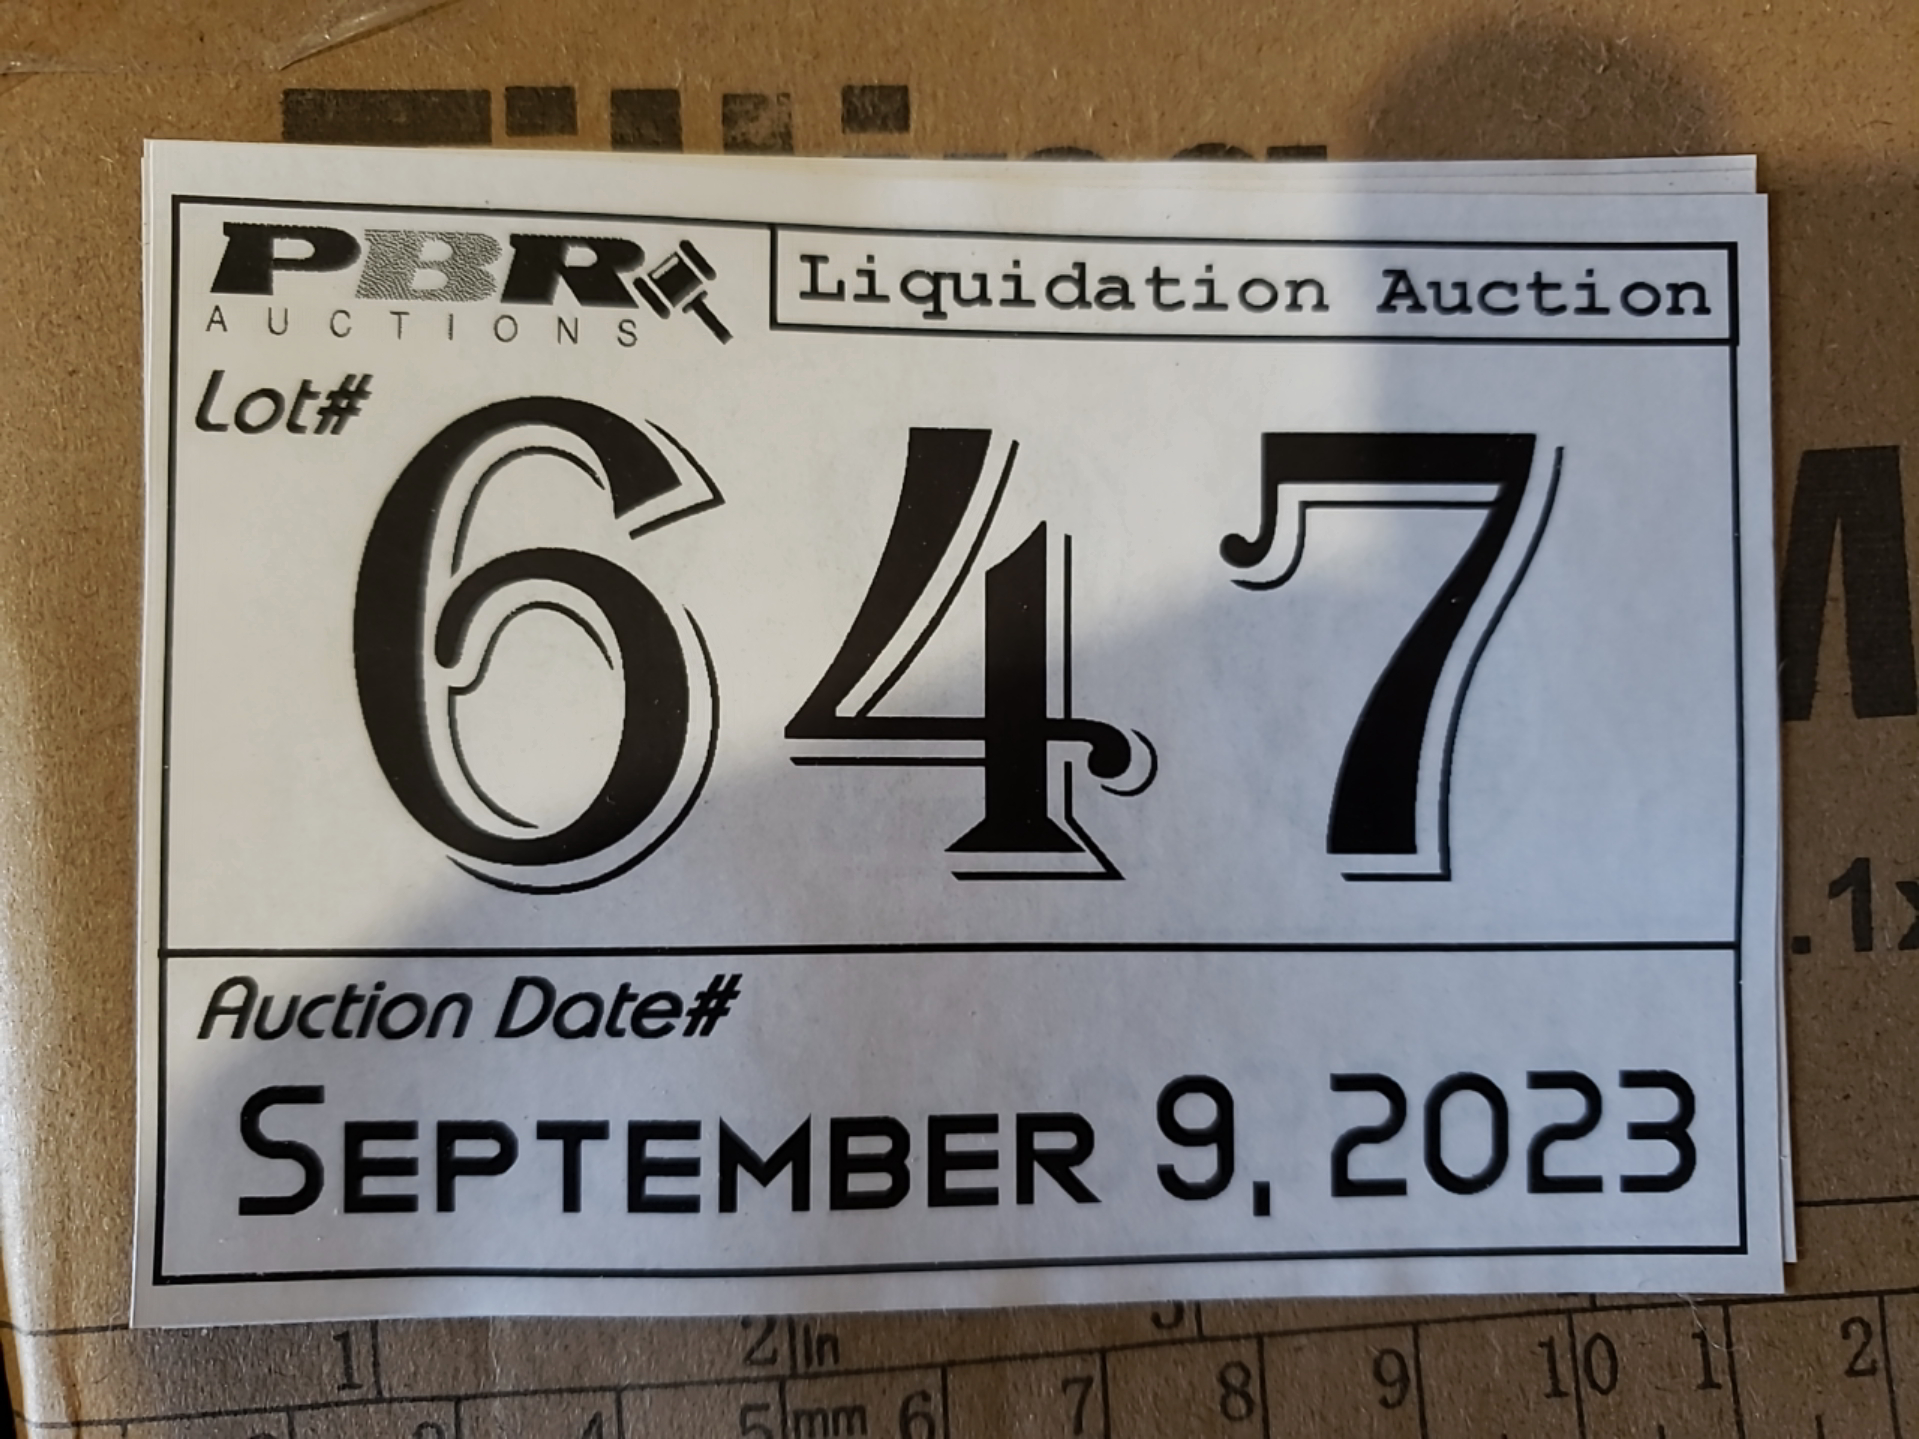 PBR
AUCTIONS
Liquidation Auction
Lot#
647
Auction Date#
September 9, 2023
.1x
1 2 in
5 mm 6 7 8 9 10 1 2